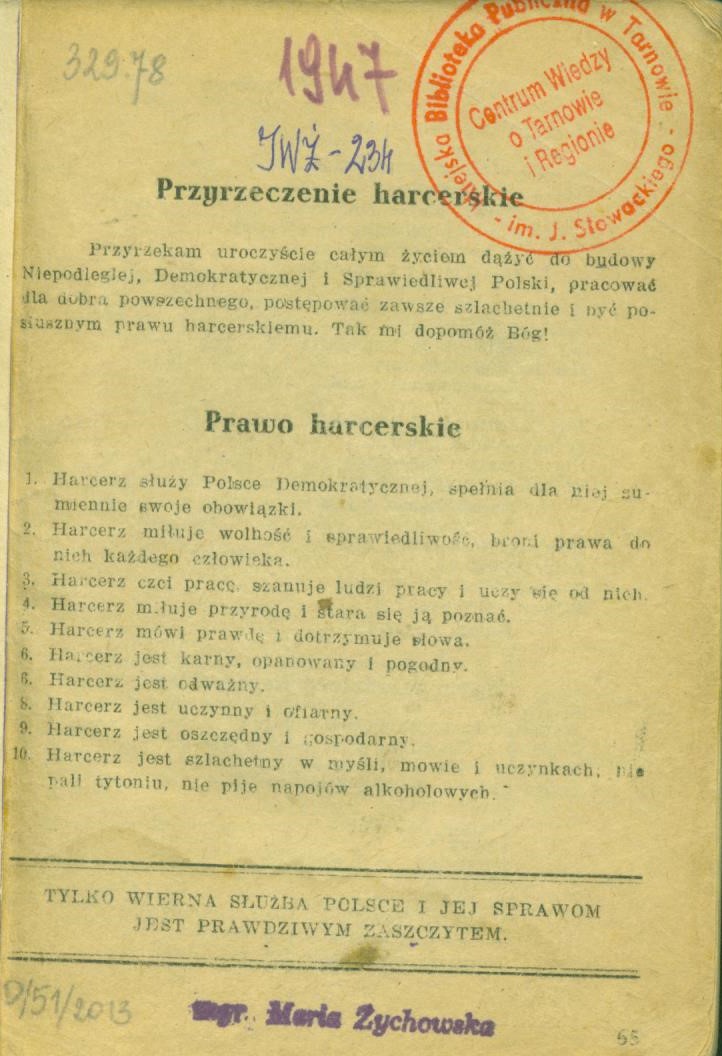 329.78
1947
Miejska Biblioteka Publiczna w Tarnowie - im. J. Słowackiego -
Centrum Wiedzy
o Tarnowie
i Regionie
JWŻ-234
Przyrzeczenie harcerskie
Przyrzekam uroczyście całym życiem dążyć do budowy
Niepodległej, Demokratycznej i Sprawiedliwej Polski, pracować
dla dobra powszechnego, postępować zawsze szlachetnie i być po-
słusznym prawu harcerskiemu. Tak mi dopomóż Bóg!
Prawo harcerskie
1. Harcerz służy Polsce Demokratycznej, spełnia dla niej su-
miennie swoje obowiązki.
2. Harcerz miłuje wolność i sprawiedliwość, broni prawa do
nich każdego człowieka.
3. Harcerz czci pracę, szanuje ludzi pracy i uczy się od nich.
4. Harcerz miłuje przyrodę i stara się ją poznać.
5. Harcerz mówi prawdę i dotrzymuje słowa.
6. Harcerz jest karny, opanowany i pogodny.
6. Harcerz jest odważny.
8. Harcerz jest uczynny i ofiarny.
9. Harcerz jest oszczędny i gospodarny.
10. Harcerz jest szlachetny w myśli, mowie i uczynkach, nie
pali tytoniu, nie pije napojów alkoholowych.
TYLKO WIERNA SŁUŻBA POLSCE I JEJ SPRAWOM
JEST PRAWDZIWYM ZASZCZYTEM.
D/51/2013
mgr. Maria Żychowska
65